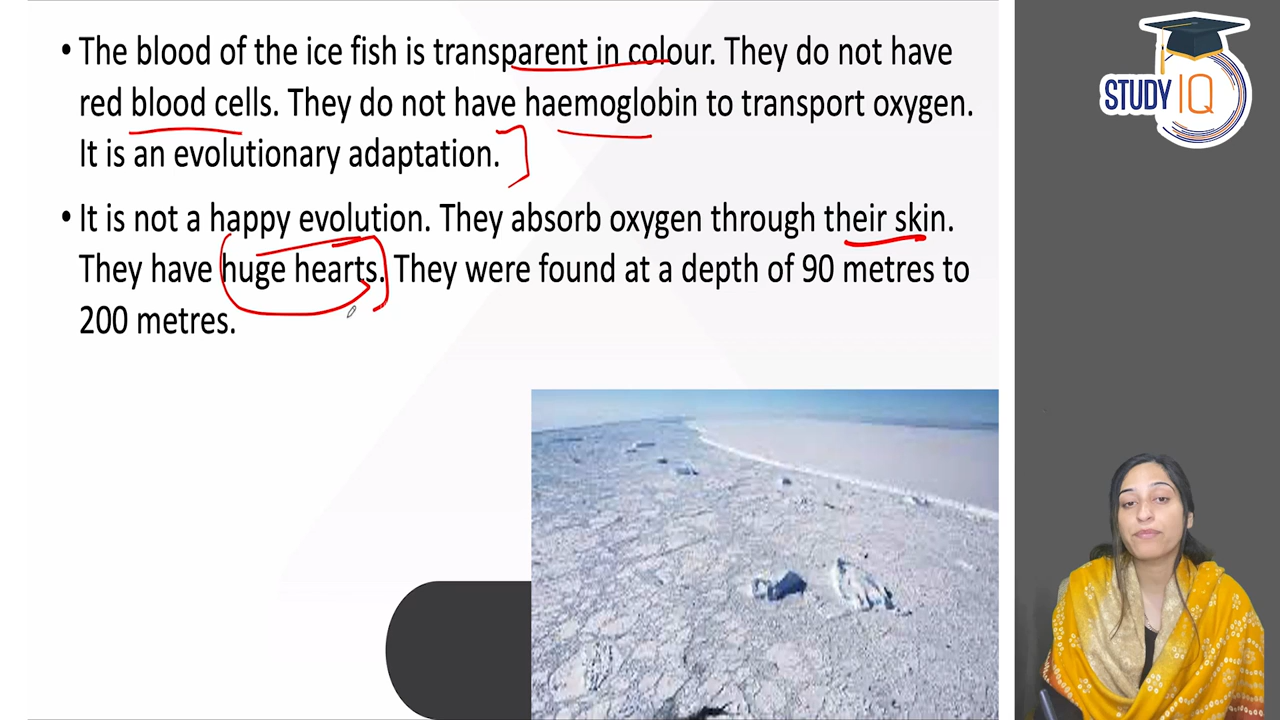 • The blood of the ice fish is transparent in colour. They do not have
red blood cells. They do not have haemoglobin to transport oxygen.
It is an evolutionary adaptation.
• It is not a happy evolution. They absorb oxygen through their skin.
They have huge hearts. They were found at a depth of 90 metres to
200 metres.
STUDY IQ